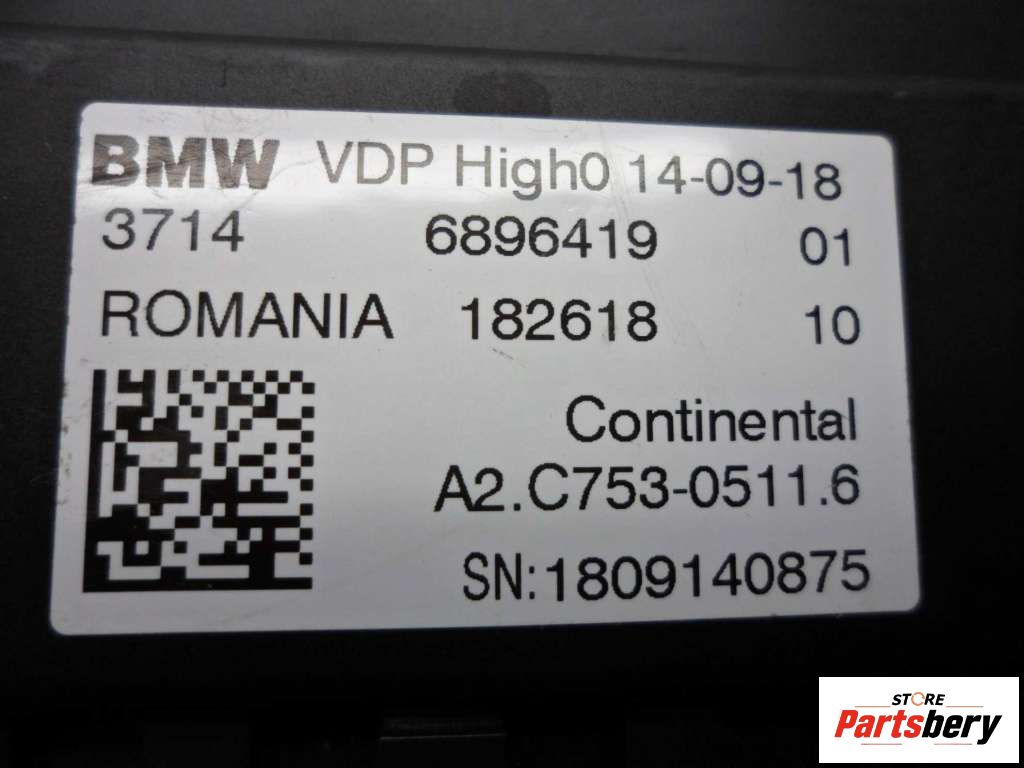 BMW VDP High0 14-09-18
3714 6896419 01
ROMANIA 182618 10
Continental
A2.C753-0511.6
SN:1809140875
STORE
Partsbery